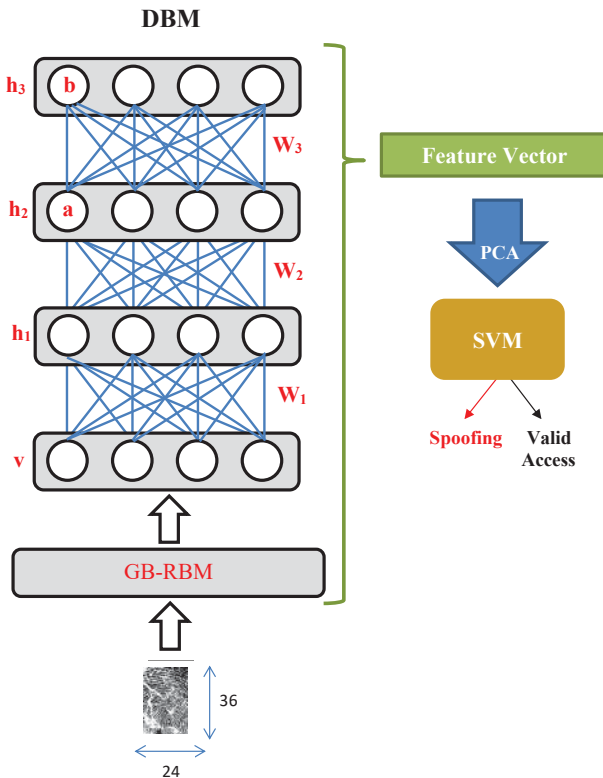 DBM
h3
b
W3
h2
a
W2
h1
W1
v
GB-RBM
36
24
Feature Vector
PCA
SVM
Spoofing
Valid
Access